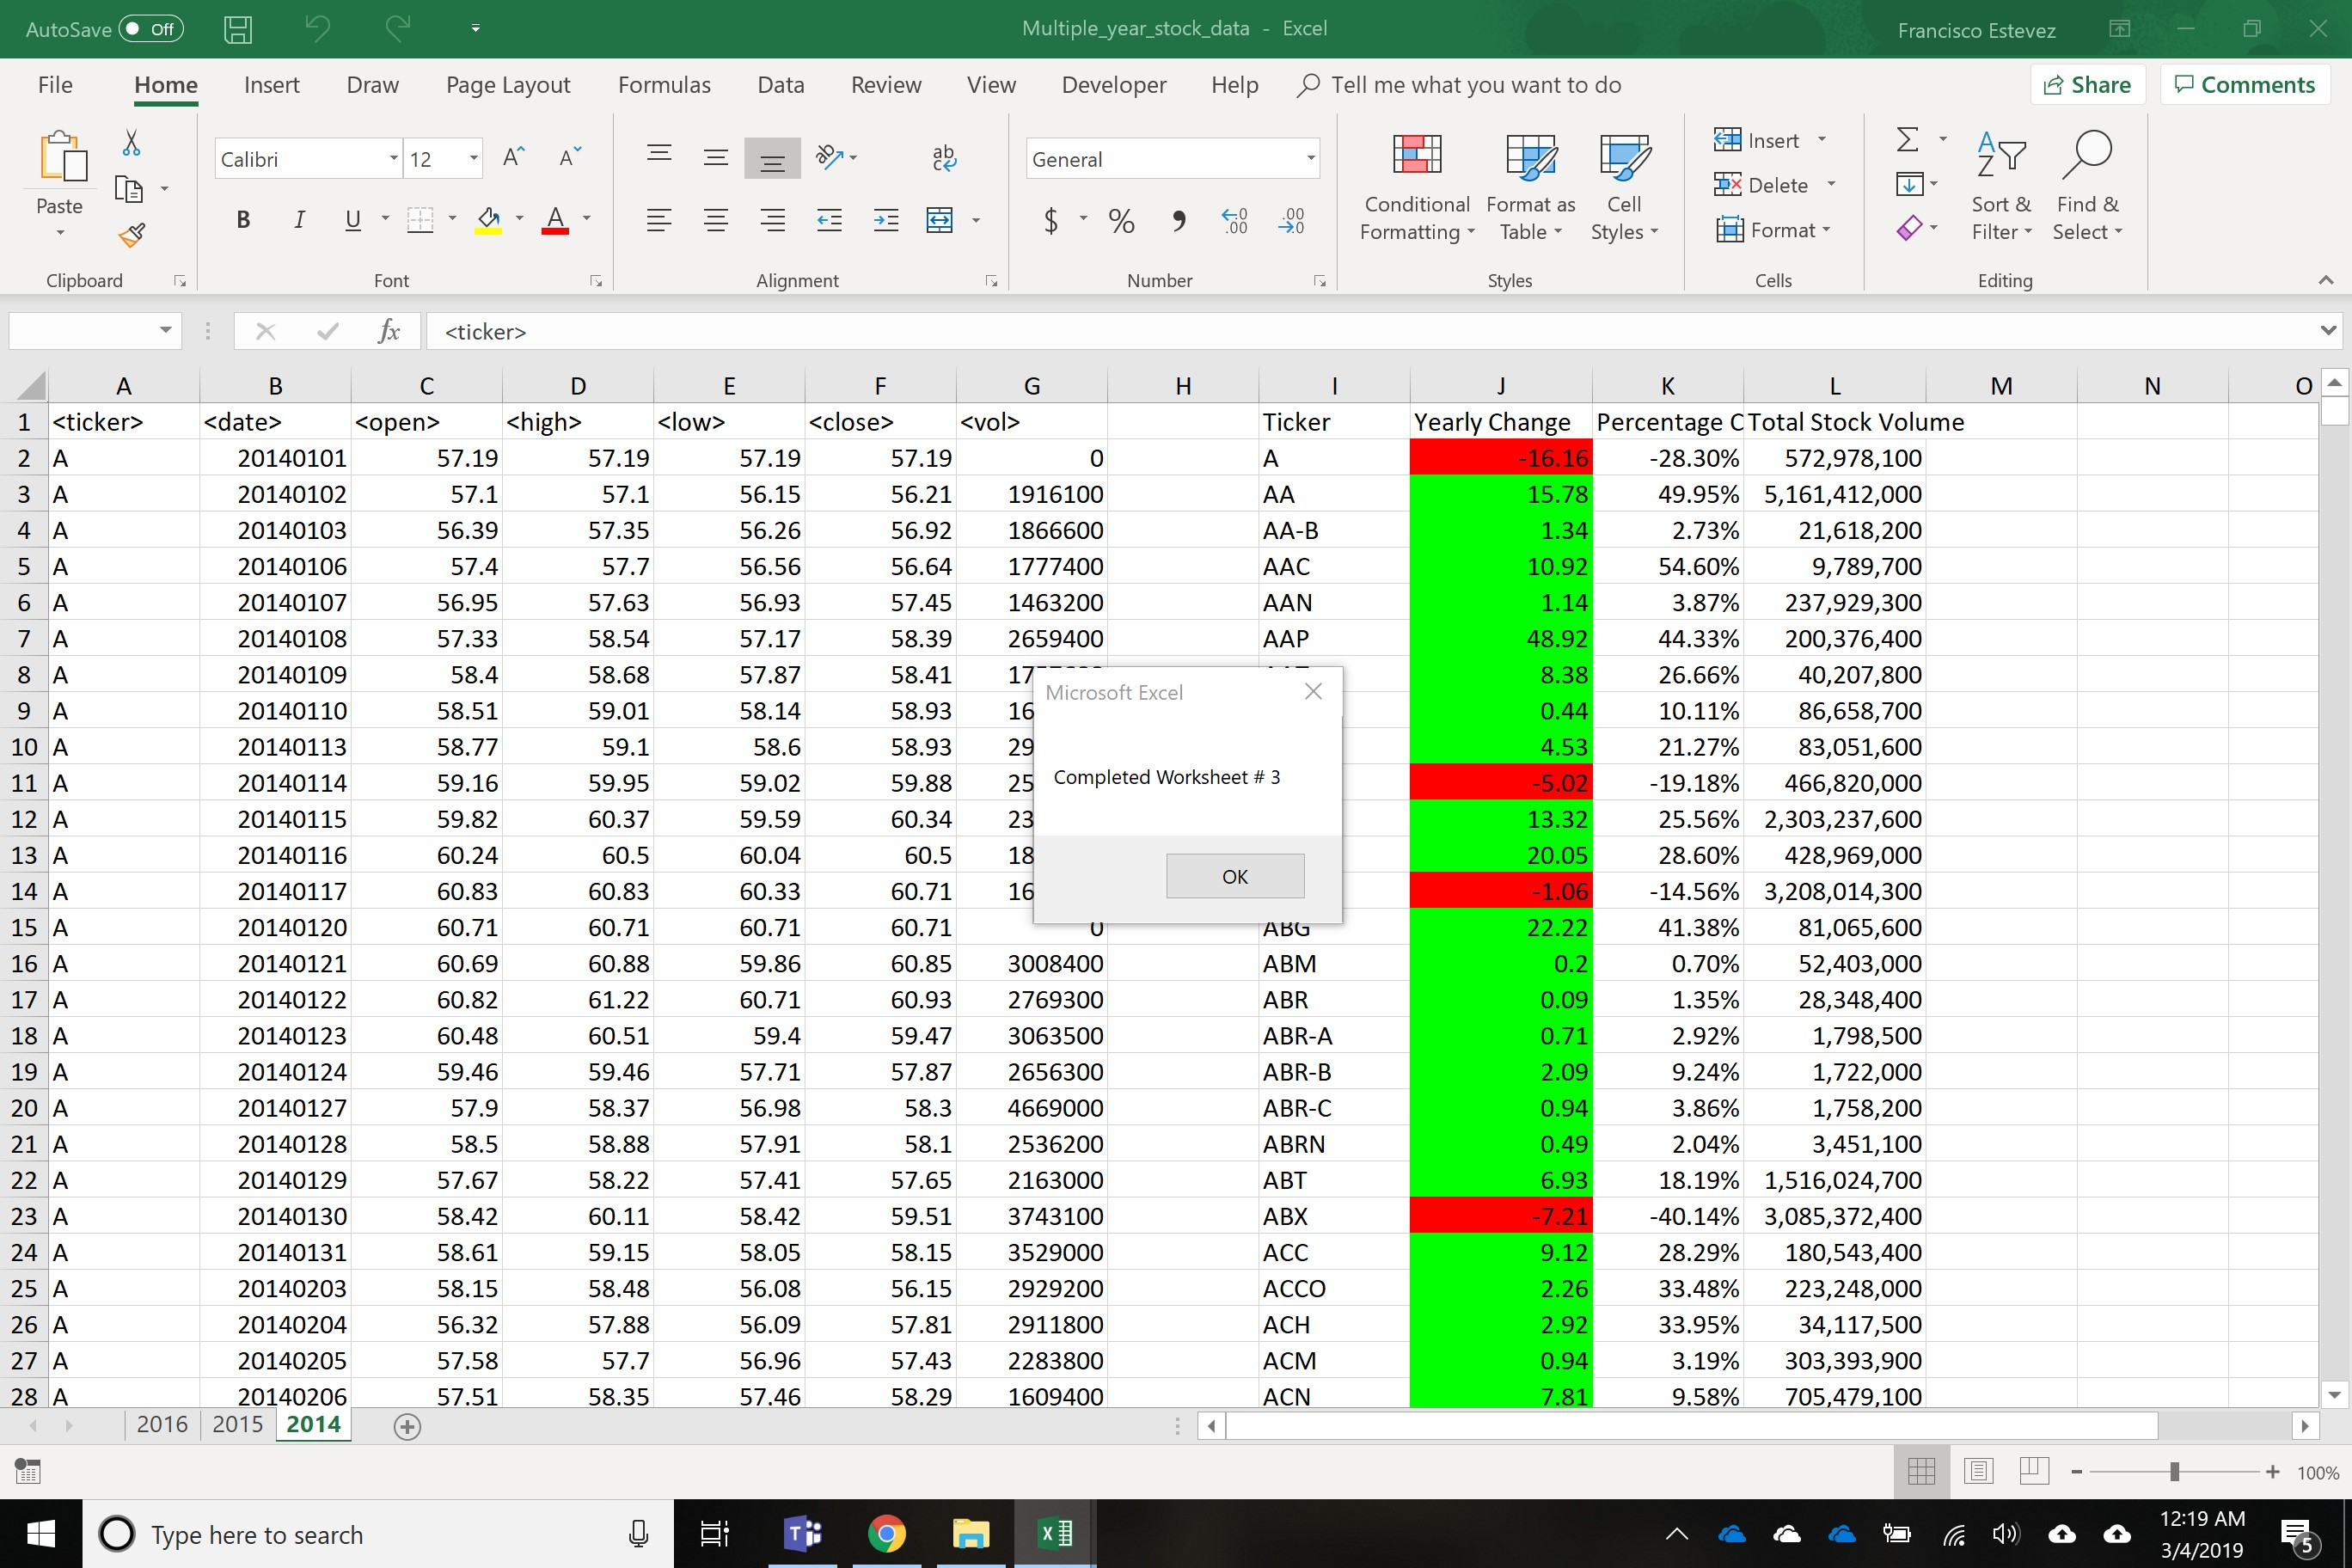 AutoSave Off Multiple_year_stock_data - Excel Francisco Estevez
File Home Insert Draw Page Layout Formulas Data Review View Developer Help Tell me what you want to do Share Comments
Paste Calibri 12 General Conditional Formatting Format as Table Cell Styles Insert Delete Format Sort & Filter Find & Select
Clipboard Font Alignment Number Styles Cells Editing
fx <ticker>
A B C D E F G H I J K L M N O
1 <ticker> <date> <open> <high> <low> <close> <vol> Ticker Yearly Change Percentage C Total Stock Volume
2 A 20140101 57.19 57.19 57.19 57.19 0 A -16.16 -28.30% 572,978,100
3 A 20140102 57.1 57.1 56.15 56.21 1916100 AA 15.78 49.95% 5,161,412,000
4 A 20140103 56.39 57.35 56.26 56.92 1866600 AA-B 1.34 2.73% 21,618,200
5 A 20140106 57.4 57.7 56.56 56.64 1777400 AAC 10.92 54.60% 9,789,700
6 A 20140107 56.95 57.63 56.93 57.45 1463200 AAN 1.14 3.87% 237,929,300
7 A 20140108 57.33 58.54 57.17 58.39 2659400 AAP 48.92 44.33% 200,376,400
8 A 20140109 58.4 58.68 57.87 58.41 8.38 26.66% 40,207,800
9 A 20140110 58.51 59.01 58.14 58.93 16 0.44 10.11% 86,658,700
10 A 20140113 58.77 59.1 58.6 58.93 29 4.53 21.27% 83,051,600
11 A 20140114 59.16 59.95 59.02 59.88 25 -5.02 -19.18% 466,820,000
12 A 20140115 59.82 60.37 59.59 60.34 23 13.32 25.56% 2,303,237,600
13 A 20140116 60.24 60.5 60.04 60.5 18 20.05 28.60% 428,969,000
14 A 20140117 60.83 60.83 60.33 60.71 16 -1.06 -14.56% 3,208,014,300
15 A 20140120 60.71 60.71 60.71 60.71 0 ABG 22.22 41.38% 81,065,600
16 A 20140121 60.69 60.88 59.86 60.85 3008400 ABM 0.2 0.70% 52,403,000
17 A 20140122 60.82 61.22 60.71 60.93 2769300 ABR 0.09 1.35% 28,348,400
18 A 20140123 60.48 60.51 59.4 59.47 3063500 ABR-A 0.71 2.92% 1,798,500
19 A 20140124 59.46 59.46 57.71 57.87 2656300 ABR-B 2.09 9.24% 1,722,000
20 A 20140127 57.9 58.37 56.98 58.3 4669000 ABR-C 0.94 3.86% 1,758,200
21 A 20140128 58.5 58.88 57.91 58.1 2536200 ABRN 0.49 2.04% 3,451,100
22 A 20140129 57.67 58.22 57.41 57.65 2163000 ABT 6.93 18.19% 1,516,024,700
23 A 20140130 58.42 60.11 58.42 59.51 3743100 ABX -7.21 -40.14% 3,085,372,400
24 A 20140131 58.61 59.15 58.05 58.15 3529000 ACC 9.12 28.29% 180,543,400
25 A 20140203 58.15 58.48 56.08 56.15 2929200 ACCO 2.26 33.48% 223,248,000
26 A 20140204 56.32 57.88 56.09 57.81 2911800 ACH 2.92 33.95% 34,117,500
27 A 20140205 57.58 57.7 56.96 57.43 2283800 ACM 0.94 3.19% 303,393,900
28 A 20140206 57.51 58.35 57.46 58.29 1609400 ACN 7.81 9.58% 705,479,100
Microsoft Excel
Completed Worksheet # 3
OK
2016 2015 2014
100%
Type here to search
12:19 AM
3/4/2019
5